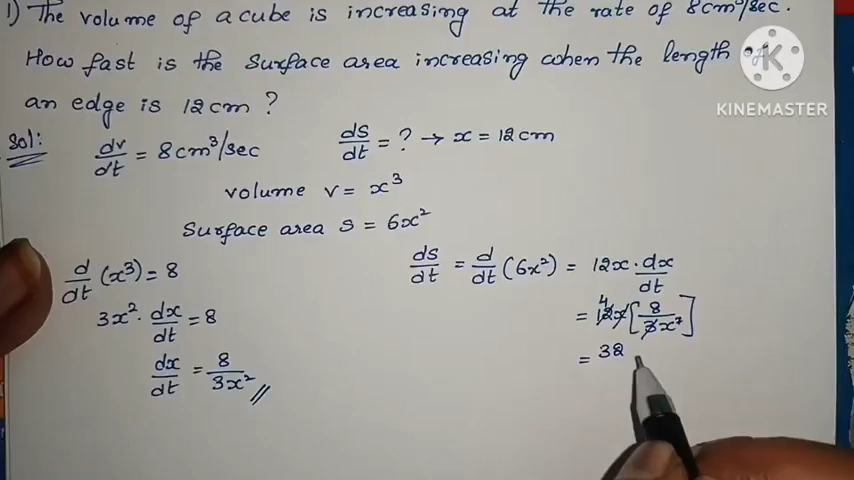 1) The volume of a cube is increasing at the rate of 8cm³/sec.
How fast is the surface area increasing when the length of
an edge is 12cm?
KINEMASTER
Sol:
dv/dt = 8cm³/sec    ds/dt = ? → x = 12cm
volume v = x³
Surface area s = 6x²
d/dt (x³) = 8    ds/dt = d/dt (6x²) = 12x · dx/dt
3x² · dx/dt = 8    = 4 12x [8/3x²]
dx/dt = 8/3x² //    = 32